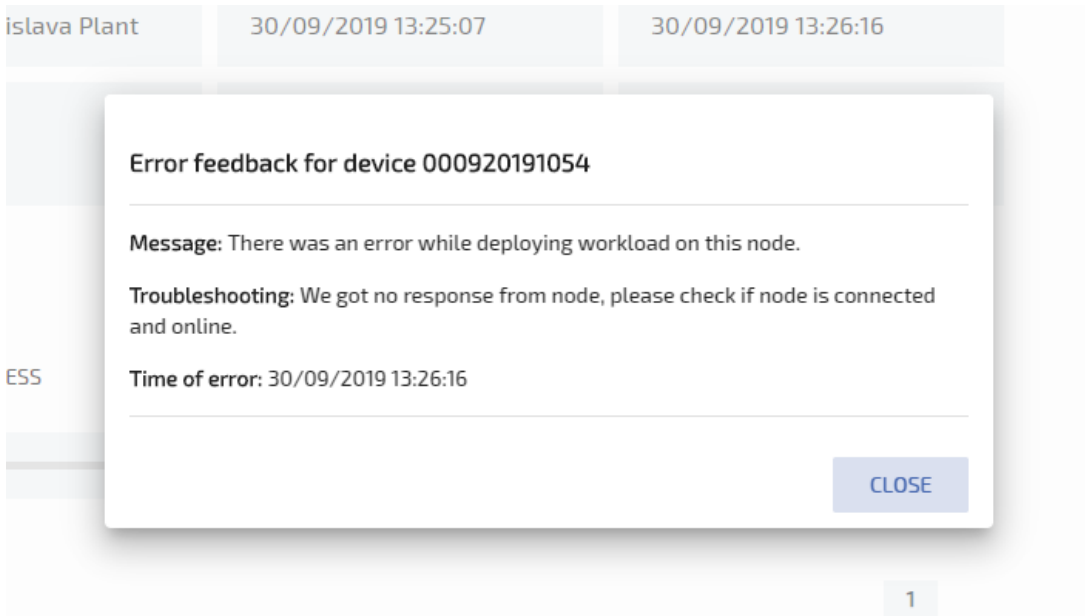 islava Plant 30/09/2019 13:25:07 30/09/2019 13:26:16
Error feedback for device 000920191054
Message: There was an error while deploying workload on this node.
Troubleshooting: We got no response from node, please check if node is connected
and online.
ESS
Time of error: 30/09/2019 13:26:16
CLOSE
1